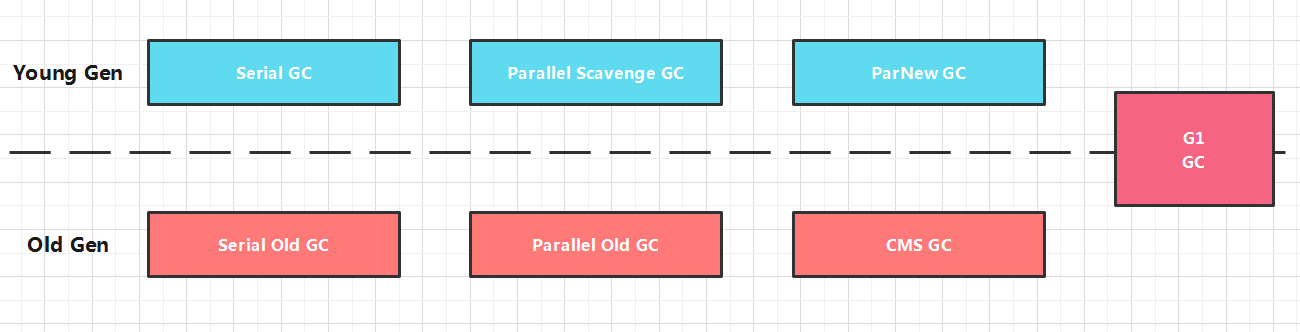 Young Gen
Serial GC
Parallel Scavenge GC
ParNew GC
G1
GC
Old Gen
Serial Old GC
Parallel Old GC
CMS GC